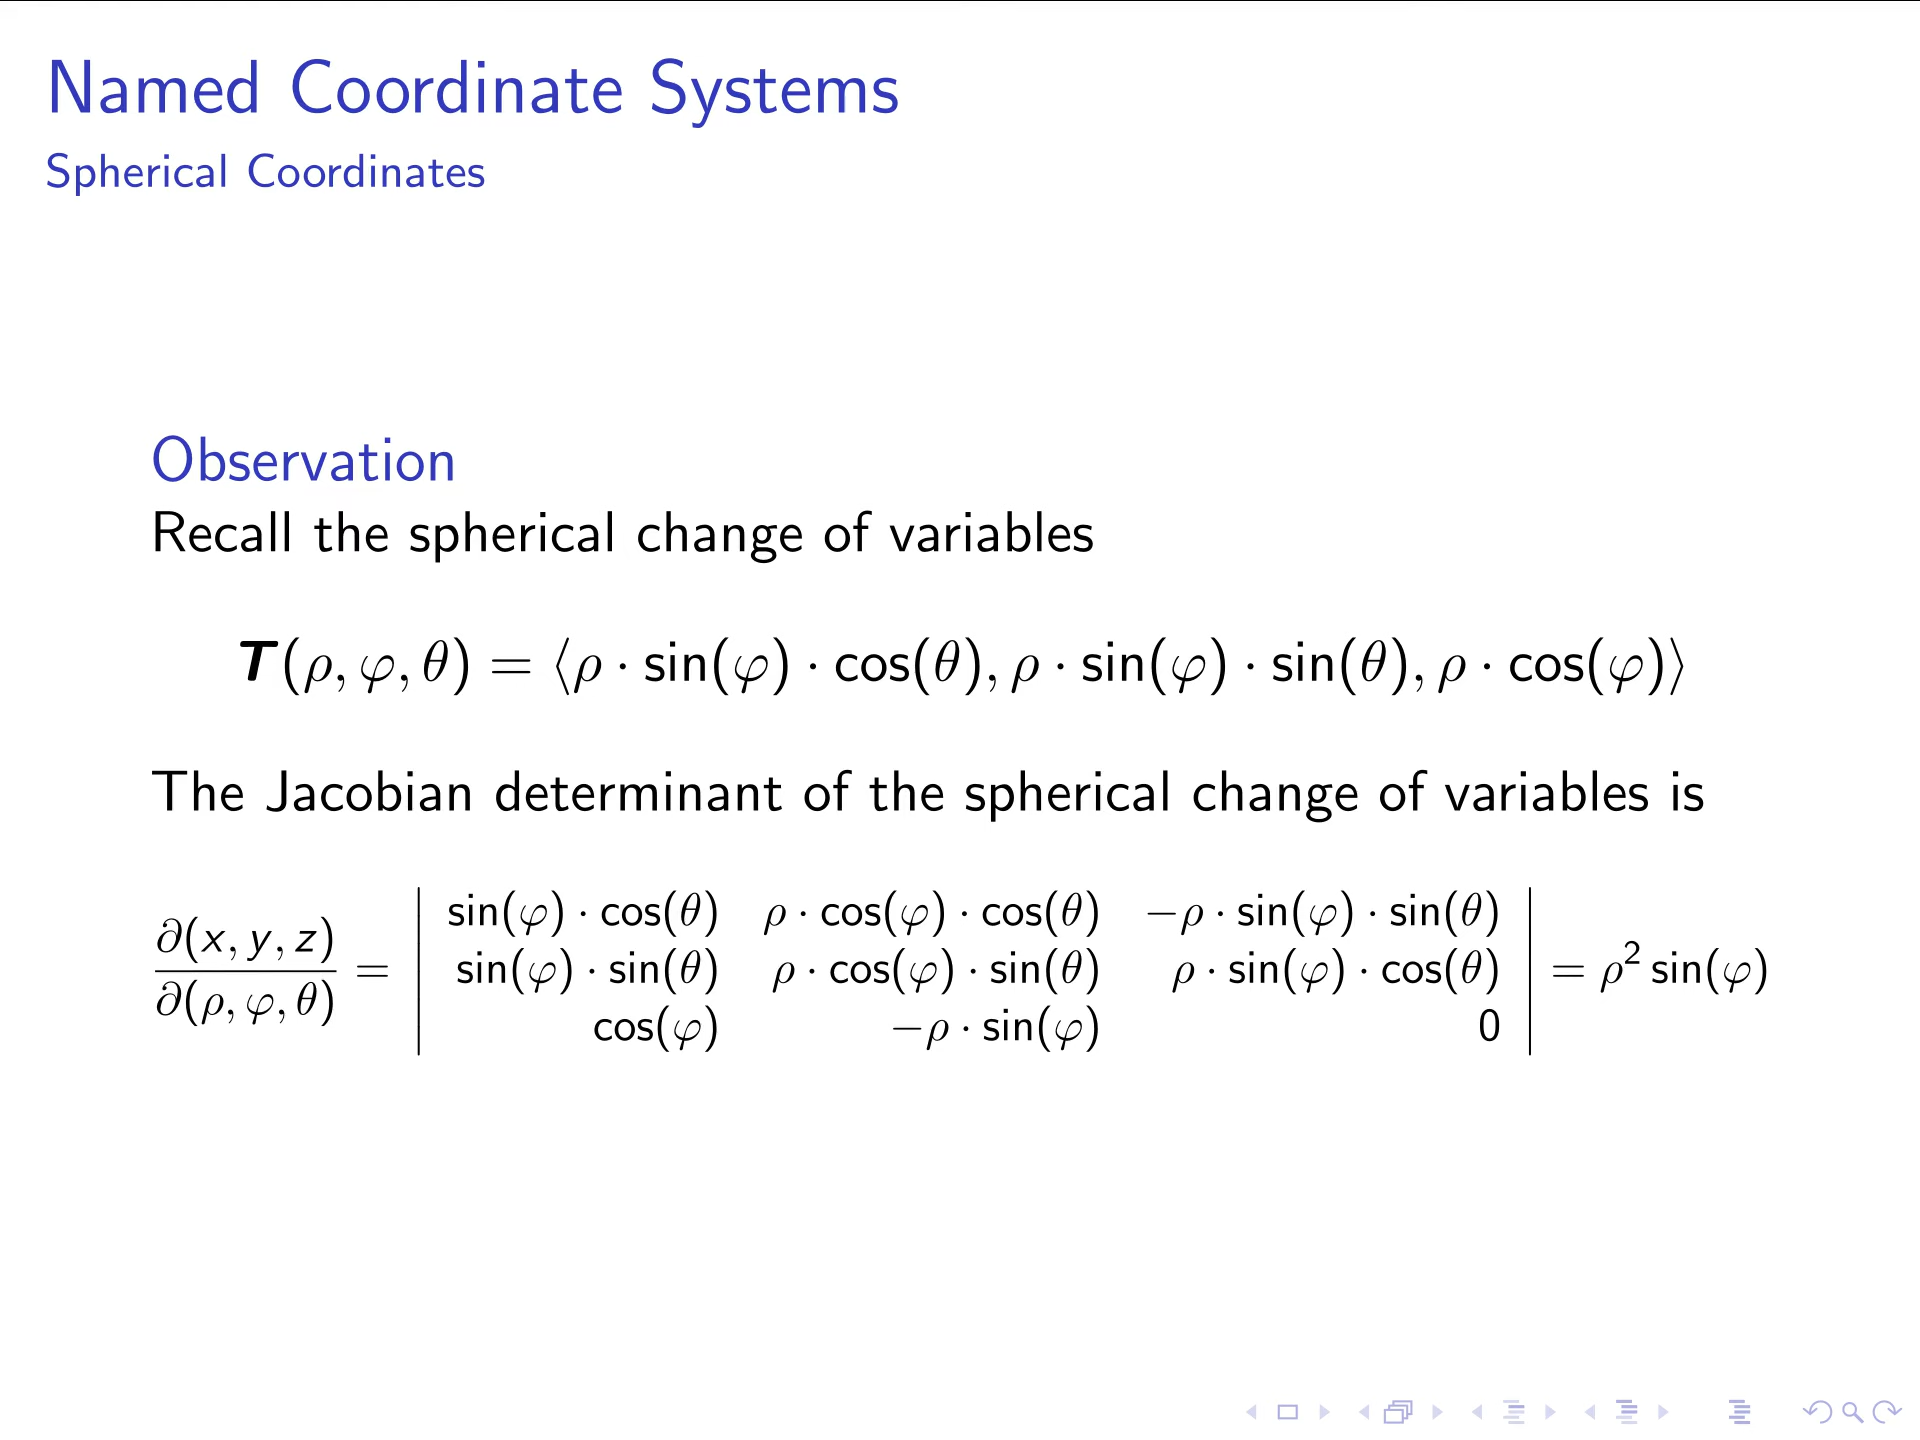 Named Coordinate Systems
Spherical Coordinates
Observation
Recall the spherical change of variables
T(ρ, φ, θ) = ⟨ρ · sin(φ) · cos(θ), ρ · sin(φ) · sin(θ), ρ · cos(φ)⟩
The Jacobian determinant of the spherical change of variables is
∂(x, y, z) / ∂(ρ, φ, θ) = | sin(φ) · cos(θ) ρ · cos(φ) · cos(θ) −ρ · sin(φ) · sin(θ) |
| sin(φ) · sin(θ) ρ · cos(φ) · sin(θ) ρ · sin(φ) · cos(θ) | = ρ² sin(φ)
| cos(φ) −ρ · sin(φ) 0 |